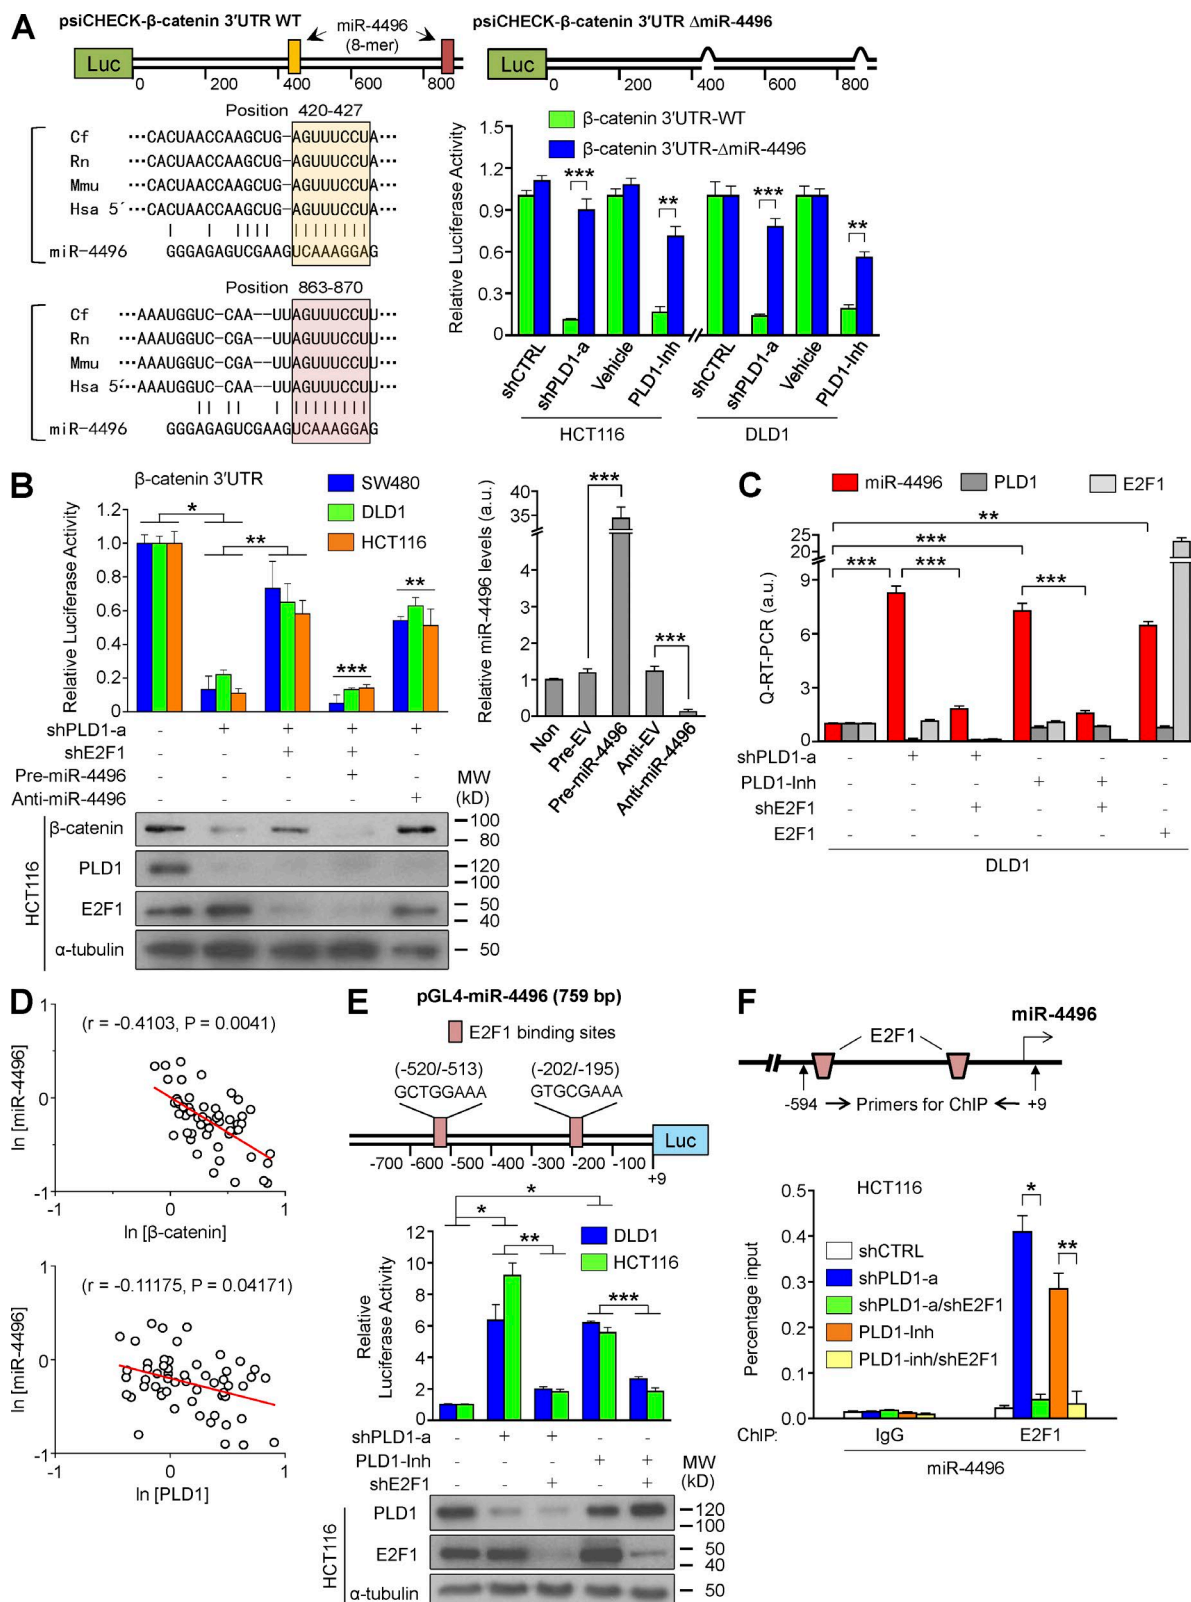 A
psiCHECK-β-catenin 3′UTR WT
miR-4496
(8-mer)
psiCHECK-β-catenin 3′UTR ΔmiR-4496
Luc
0 200 400 600 800
Luc
0 200 400 600 800
Position 420-427
Cf ···CACUAACCAAGCUG-AGUUUCCUA···
Rn ···CACUAACCAAGCUG-AGUUUCCUA···
Mmu ···CACUAACCAAGCUG-AGUUUCCUA···
Hsa 5′ ···CACUAACCAAGCUG-AGUUUCCUA···
miR-4496 GGGAGAGUCGAAGUCAAAGGAG
Position 863-870
Cf ···AAAUGGUC-CAA--UUAGUUUCCUU···
Rn ···AAAUGGUC-CGA--UUAGUUUCCUU···
Mmu ···AAAUGGUC-CGA--UUAGUUUCCUU···
Hsa 5′ ···AAAUGGUC-CAA--UUAGUUUCCUU···
miR-4496 GGGAGAGUCGAAGUCAAAGGAG
β-catenin 3′UTR-WT
β-catenin 3′UTR-ΔmiR-4496
Relative Luciferase Activity
1.5
1.2
0.9
0.6
0.3
0
*** ** *** **
shCTRL shPLD1-a Vehicle PLD1-Inh shCTRL shPLD1-a Vehicle PLD1-Inh
HCT116 DLD1
B
β-catenin 3′UTR
SW480
DLD1
HCT116
Relative Luciferase Activity
1.2
1.0
0.8
0.6
0.4
0.2
0
* ** *** **
shPLD1-a - + + + +
shE2F1 - - + + -
Pre-miR-4496 - - - + -
Anti-miR-4496 - - - - +
MW
(kD)
HCT116
β-catenin 100
80
PLD1 120
100
E2F1 50
40
α-tubulin 50
Relative miR-4496 levels (a.u.)
40
35
4
2
1
0
*** ***
Non Pre-EV Pre-miR-4496 Anti-EV Anti-miR-4496
C
miR-4496 PLD1 E2F1
Q-RT-PCR (a.u.)
25
20
9
6
3
0
**
***
*** *** ***
shPLD1-a - + + - - -
PLD1-Inh - - - + + -
shE2F1 - - + - + -
E2F1 - - - - - +
DLD1
D
ln [miR-4496]
1
0
-1
(r = -0.4103, P = 0.0041)
-1 0 1
ln [β-catenin]
ln [miR-4496]
1
0
-1
(r = -0.11175, P = 0.04171)
-1 0 1
ln [PLD1]
E
pGL4-miR-4496 (759 bp)
E2F1 binding sites
(-520/-513) (-202/-195)
GCTGGAAA GTGCGAAA
Luc
-700 -600 -500 -400 -300 -200 -100
+9
Relative
Luciferase Activity
12
10
8
6
4
2
0
DLD1
HCT116
*
* ** ***
shPLD1-a - + + - -
PLD1-Inh - - - + +
shE2F1 - - + - +
MW
(kD)
HCT116
PLD1 120
100
E2F1 50
40
α-tubulin 50
F
miR-4496
E2F1
-594 Primers for ChIP +9
HCT116
Percentage input
0.5
0.4
0.3
0.2
0.1
0.0
shCTRL
shPLD1-a
shPLD1-a/shE2F1
PLD1-Inh
PLD1-inh/shE2F1
* **
ChIP: IgG E2F1
miR-4496